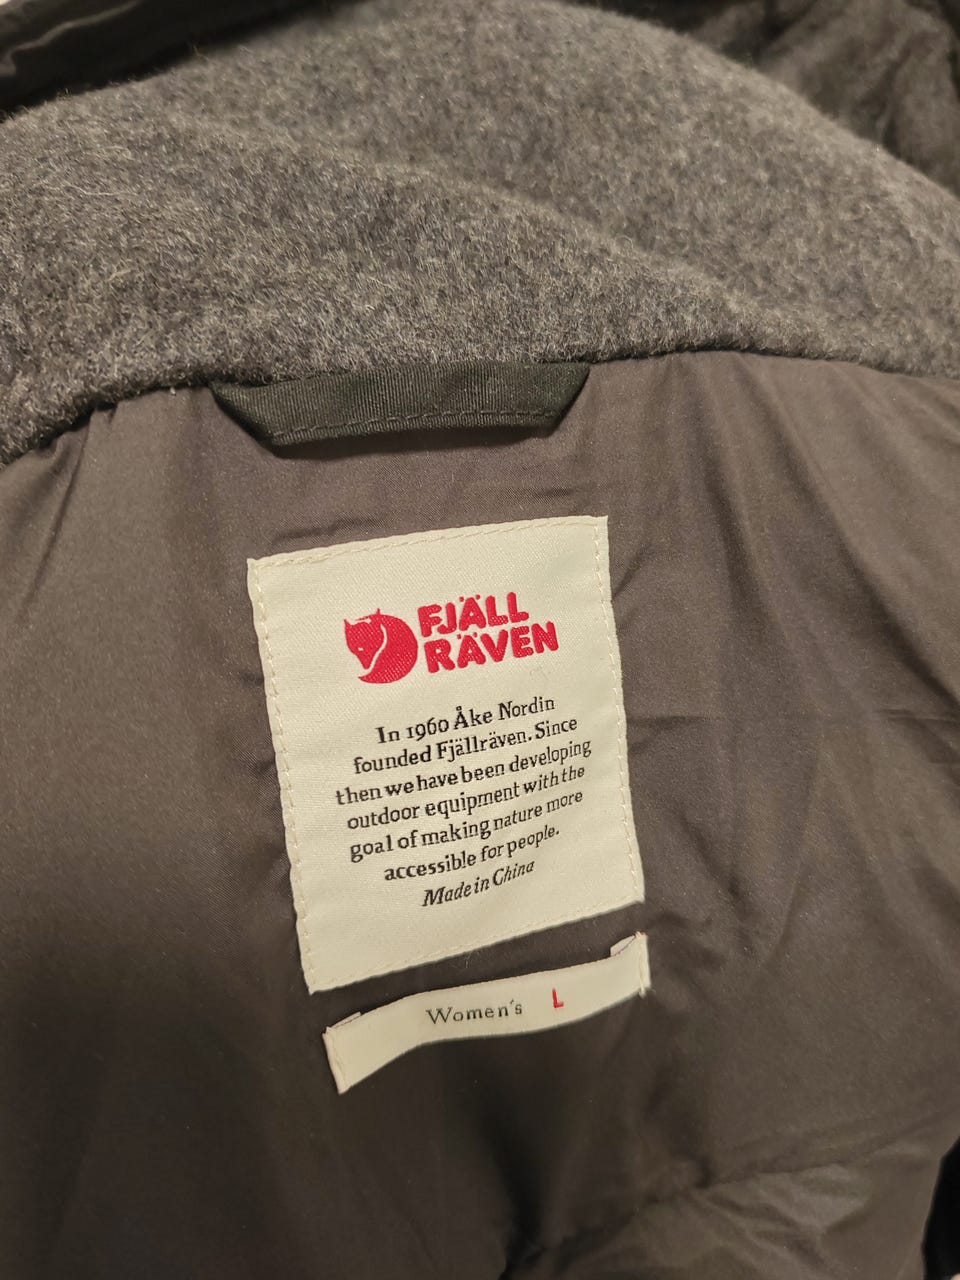 FJÄLL
RÄVEN
In 1960 Åke Nordin
founded Fjällräven. Since
then we have been developing
outdoor equipment with the
goal of making nature more
accessible for people.
Made in China
Women's L